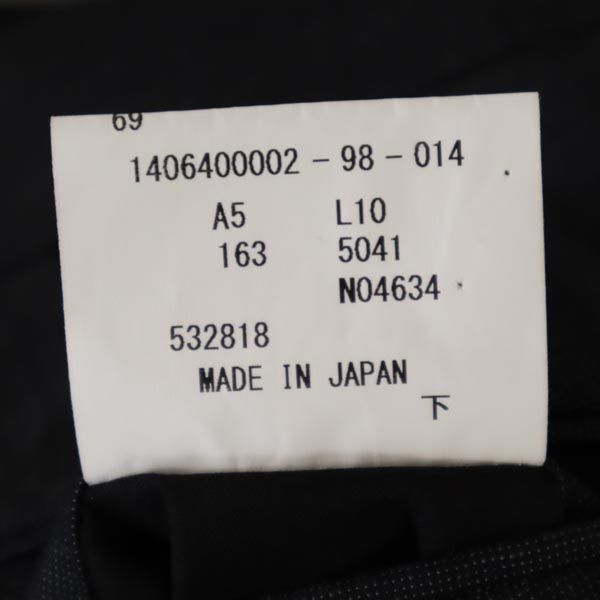 69
1406400002-98-014
A5 L10
163 5041
N04634
532818
MADE IN JAPAN
下